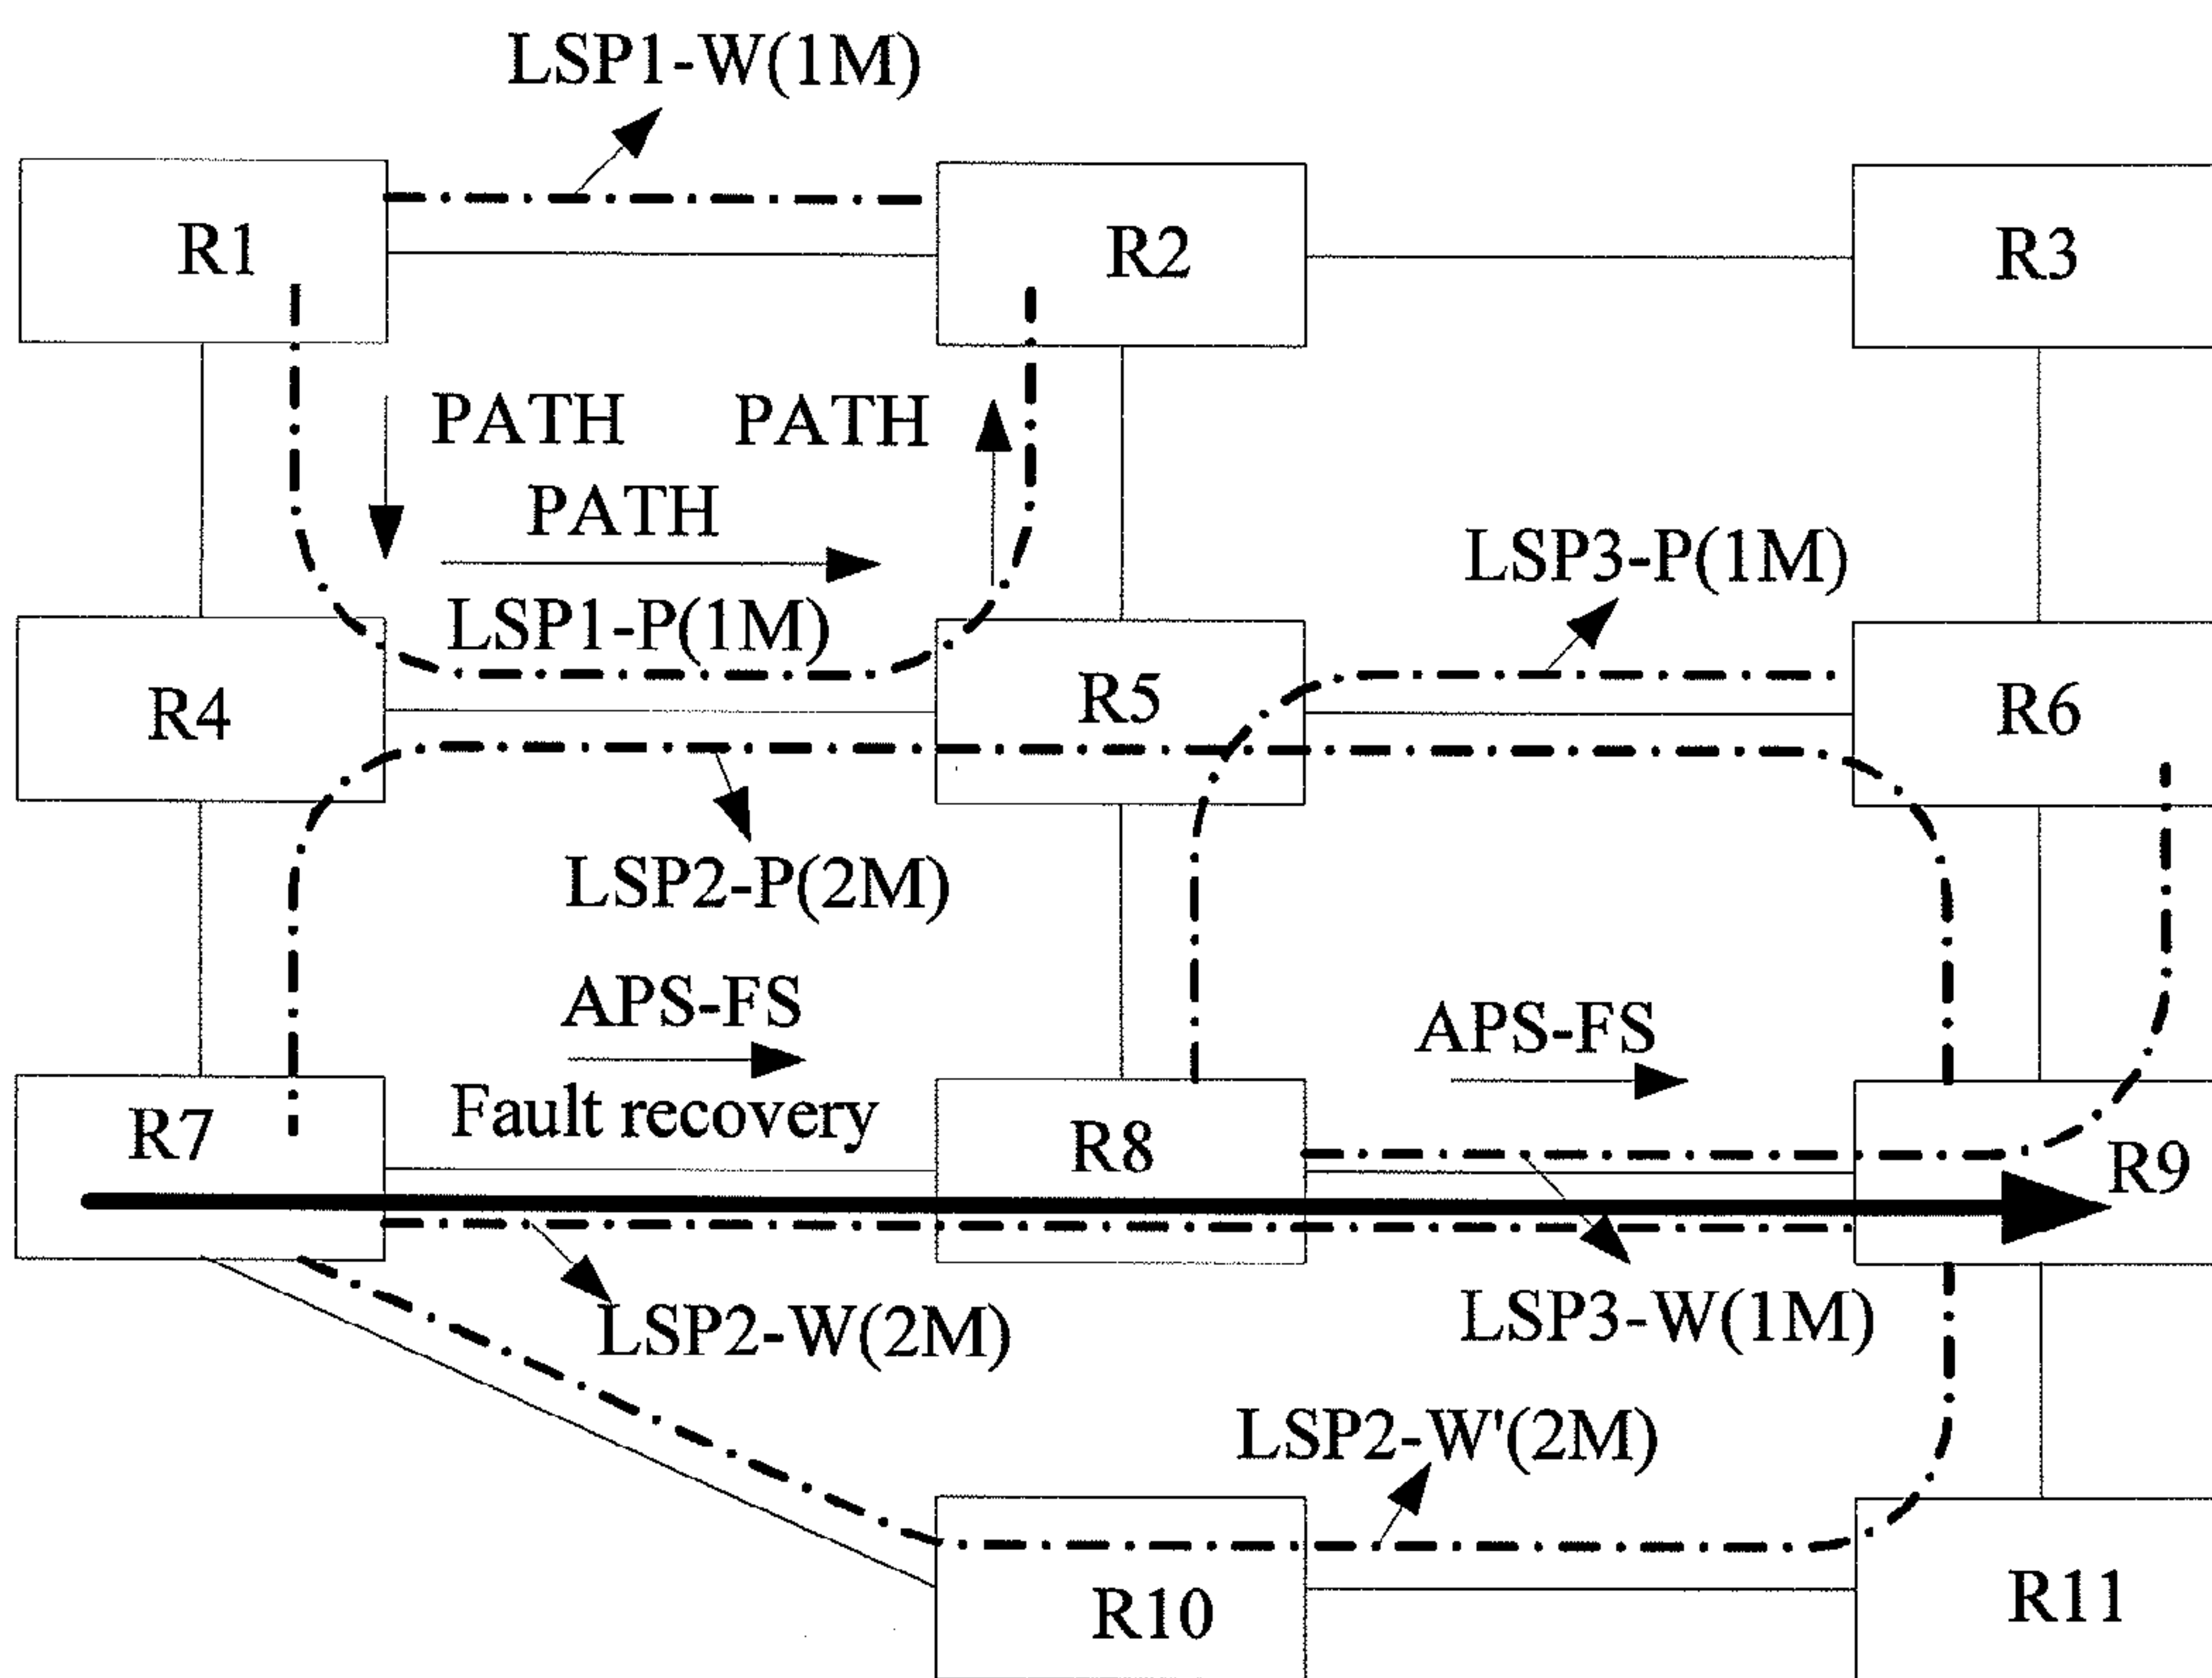 LSP1-W(1M)
R1
R2
R3
PATH
PATH
PATH
LSP3-P(1M)
LSP1-P(1M)
R4
R5
R6
LSP2-P(2M)
APS-FS
APS-FS
Fault recovery
R7
R8
R9
LSP2-W(2M)
LSP3-W(1M)
LSP2-W'(2M)
R10
R11